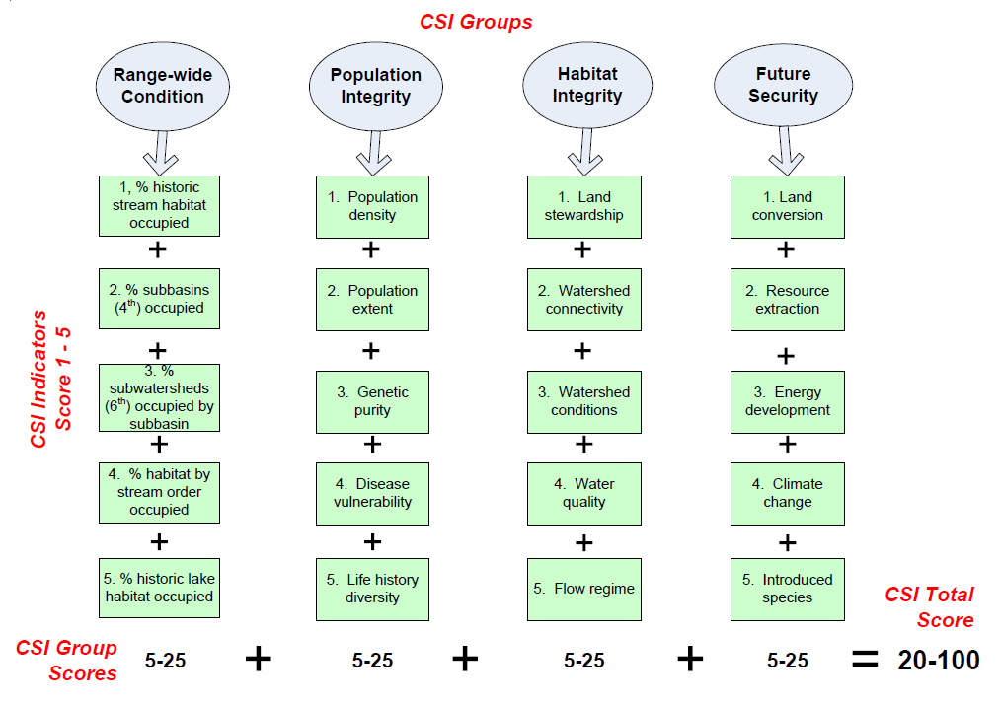 CSI Groups
Range-wide
Condition
Population
Integrity
Habitat
Integrity
Future
Security
1, % historic
stream habitat
occupied
1. Population
density
1. Land
stewardship
1. Land
conversion
+ + + +
2. % subbasins
(4th) occupied
2. Population
extent
2. Watershed
connectivity
2. Resource
extraction
+ + + +
CSI Indicators
Score 1 - 5
3. %
subwatersheds
(6th) occupied by
subbasin
3. Genetic
purity
3. Watershed
conditions
3. Energy
development
+ + + +
4. % habitat by
stream order
occupied
4. Disease
vulnerability
4. Water
quality
4. Climate
change
+ + + +
5. % historic lake
habitat occupied
5. Life history
diversity
5. Flow regime
5. Introduced
species
CSI Total
Score
CSI Group
Scores
5-25 + 5-25 + 5-25 + 5-25 = 20-100